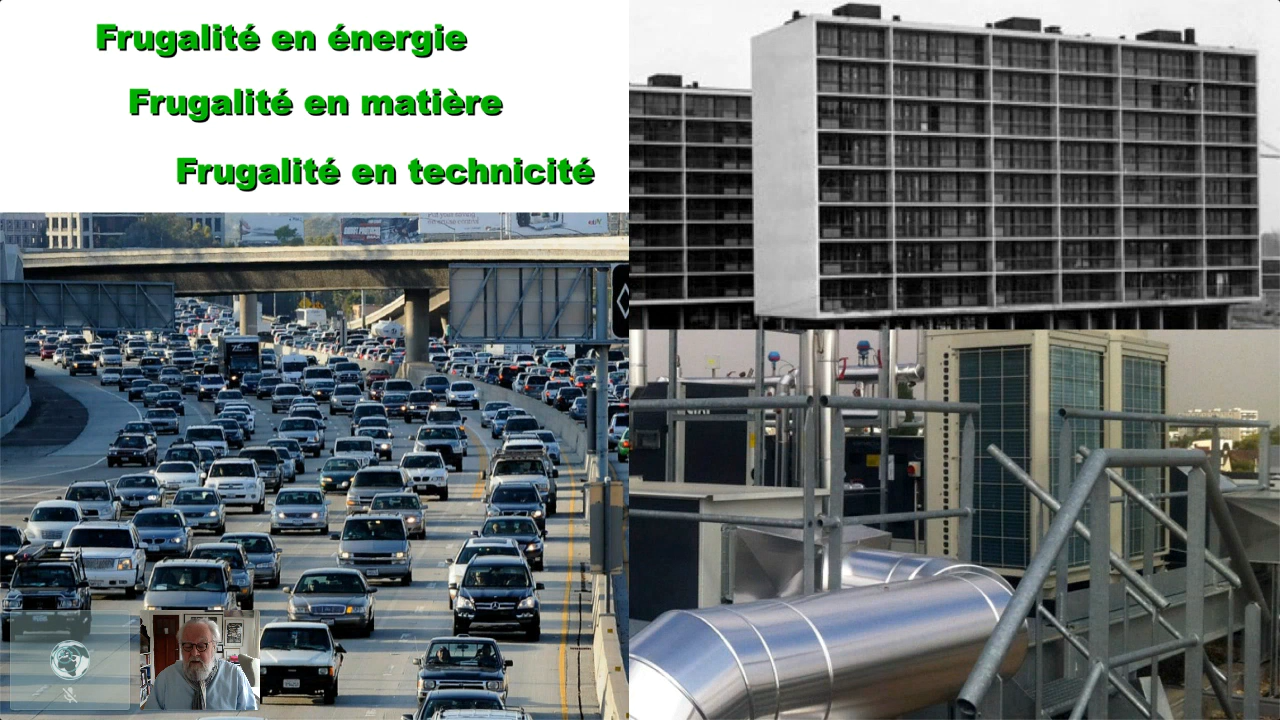 Frugalité en énergie
Frugalité en matière
Frugalité en technicité